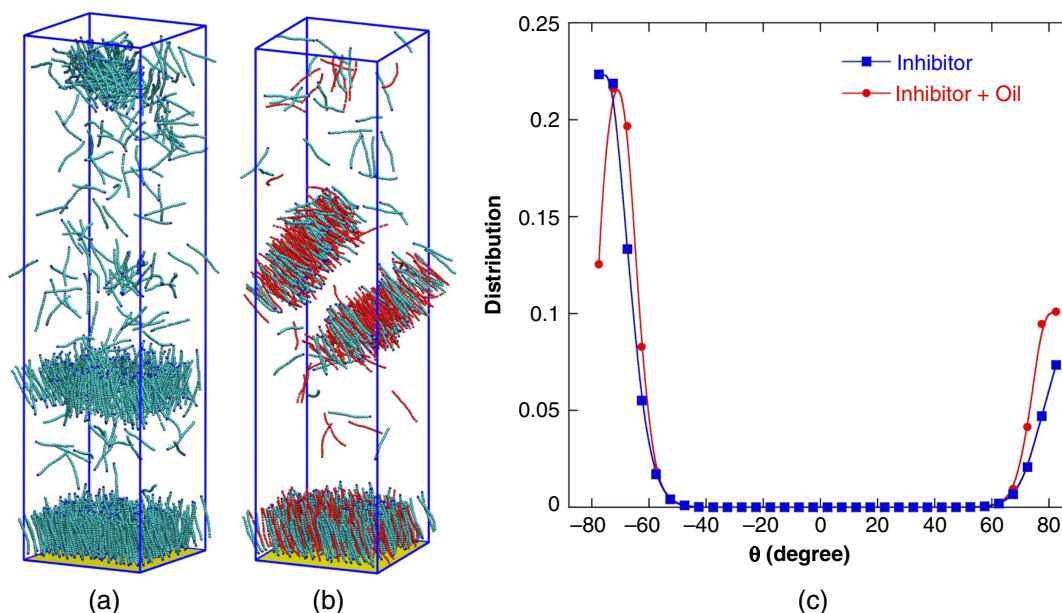 0.25
0.2
0.15
0.1
0.05
0
Distribution
Inhibitor
Inhibitor + Oil
−80 −60 −40 −20 0 20 40 60 80
θ (degree)
(a) (b) (c)